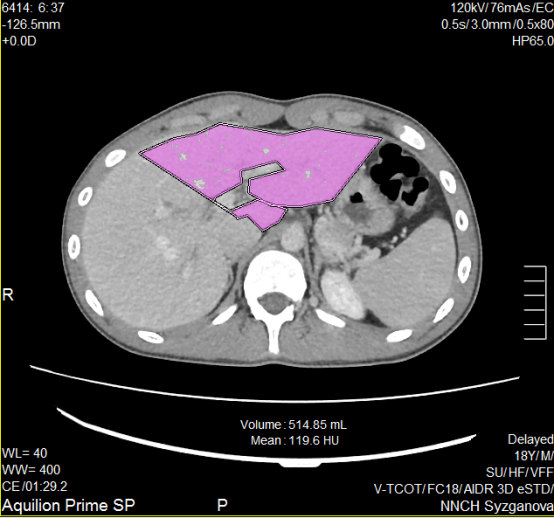 6414: 6:37
-126.5mm
+0.0D
120kV/76mAs/EC
0.5s/3.0mm/0.5x80
HP65.0
R
Volume : 514.85 mL
Mean : 119.6 HU
WL= 40
WW= 400
CE/01:29.2
Aquilion Prime SP
P
Delayed
18Y/M/
SU/HF/VFF
V-TCOT/FC18/AIDR 3D eSTD/
NNCH Syzganova